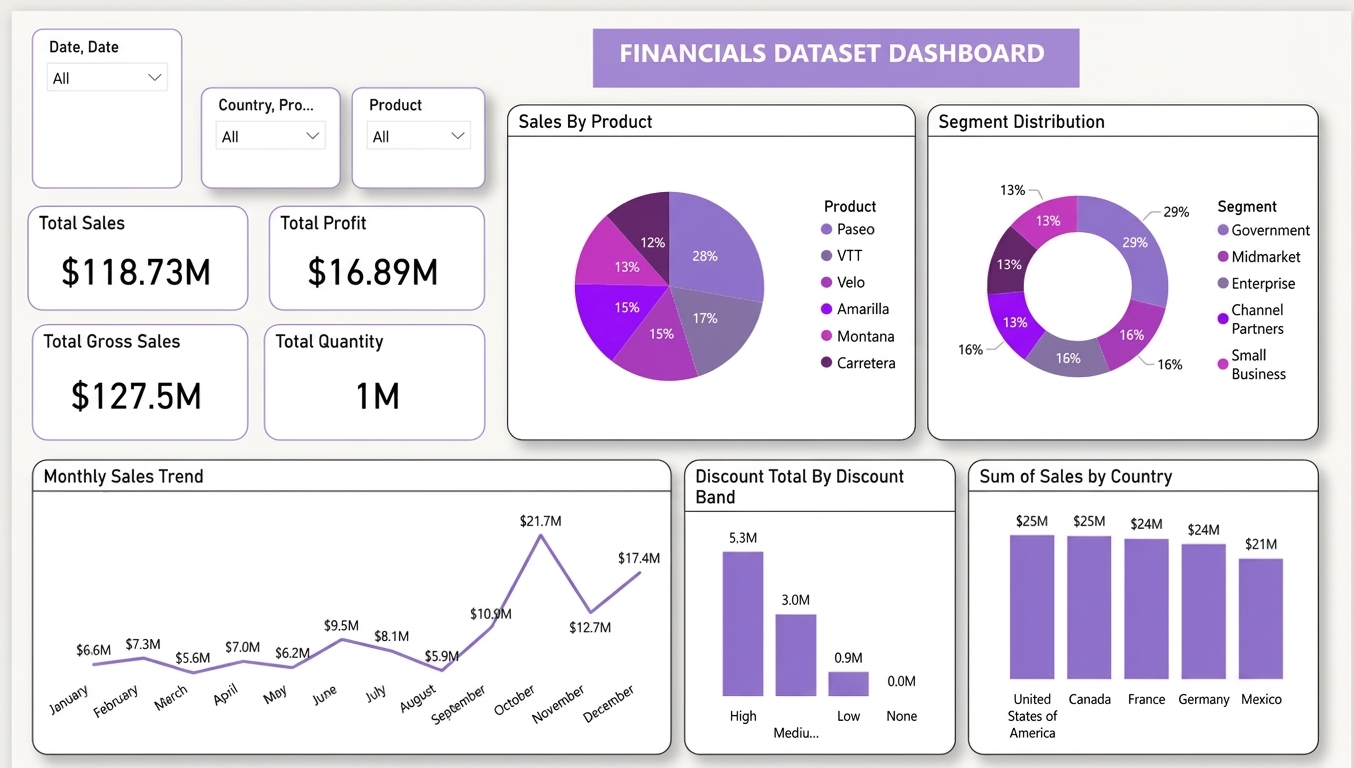 Date, Date
All
Country, Pro...
All
Product
All
FINANCIALS DATASET DASHBOARD
Total Sales
$118.73M
Total Profit
$16.89M
Total Gross Sales
$127.5M
Total Quantity
1M
Sales By Product
28%
17%
15%
15%
13%
12%
Product
Paseo
VTT
Velo
Amarilla
Montana
Carretera
Segment Distribution
13%
29%
13%
29%
13%
13%
16%
16%
16%
16%
Segment
Government
Midmarket
Enterprise
Channel
Partners
Small
Business
Monthly Sales Trend
$6.6M
$7.3M
$5.6M
$7.0M
$6.2M
$9.5M
$8.1M
$5.9M
$10.9M
$21.7M
$12.7M
$17.4M
January
February
March
April
May
June
July
August
September
October
November
December
Discount Total By Discount
Band
5.3M
3.0M
0.9M
0.0M
High
Mediu...
Low
None
Sum of Sales by Country
$25M
$25M
$24M
$24M
$21M
United
States of
America
Canada
France
Germany
Mexico